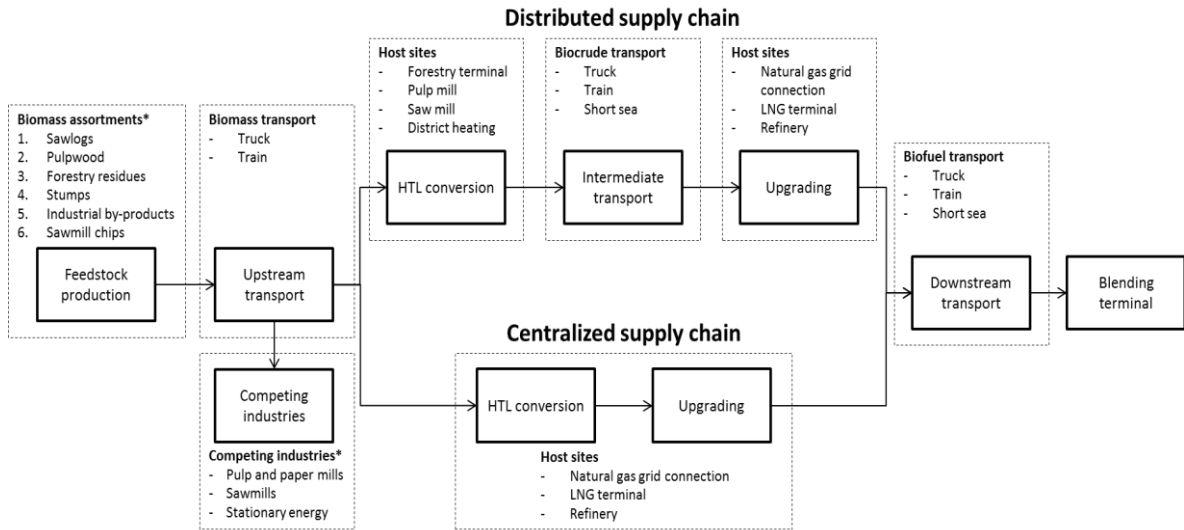 Distributed supply chain
Host sites
- Forestry terminal
- Pulp mill
- Saw mill
- District heating
HTL conversion
Biocrude transport
- Truck
- Train
- Short sea
Intermediate
transport
Host sites
- Natural gas grid
connection
- LNG terminal
- Refinery
Upgrading
Biomass assortments*
1. Sawlogs
2. Pulpwood
3. Forestry residues
4. Stumps
5. Industrial by-products
6. Sawmill chips
Feedstock
production
Biomass transport
- Truck
- Train
Upstream
transport
Biofuel transport
- Truck
- Train
- Short sea
Downstream
transport
Blending
terminal
Centralized supply chain
Competing
industries
Competing industries*
- Pulp and paper mills
- Sawmills
- Stationary energy
HTL conversion
Upgrading
Host sites
- Natural gas grid connection
- LNG terminal
- Refinery